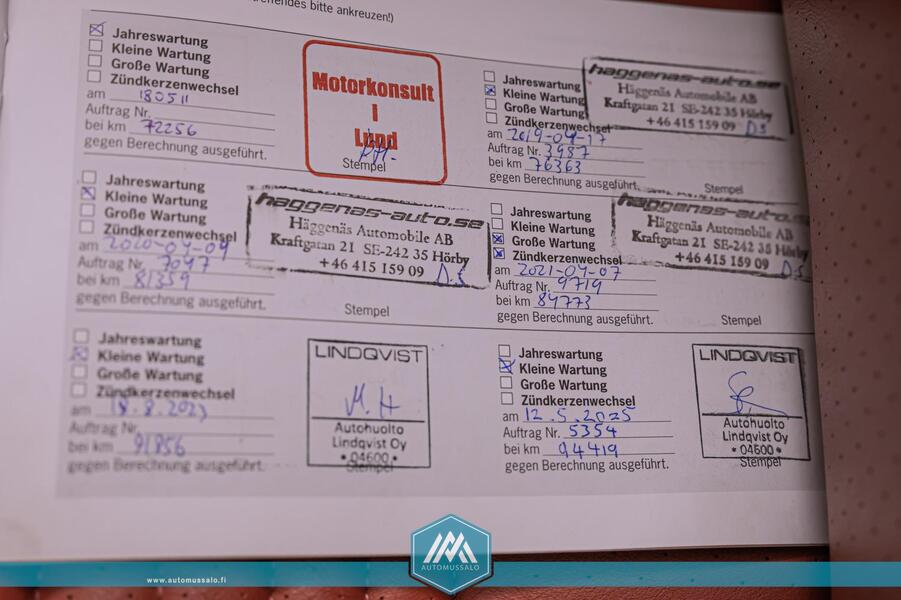 bitte ankreuzen!)
Jahreswartung
Kleine Wartung
Große Wartung
Zündkerzenwechsel
am 180511
Auftrag Nr.
bei km 72256
gegen Berechnung ausgeführt.
Motorkonsult
i
Lund
Stempel
Jahreswartung
Kleine Wartung
Große Wartung
Zündkerzenwechsel
am 2019-04-17
Auftrag Nr. 3987
bei km 76363
gegen Berechnung ausgeführt.
haggenas-auto.se
Häggenäs Automobile AB
Kraftgatan 21 SE-242 35 Hörby
+46 415 159 09 D.S
Stempel
Jahreswartung
Kleine Wartung
Große Wartung
Zündkerzenwechsel
am 2020-04-09
Auftrag Nr. 7047
bei km 81359
gegen Berechnung ausgeführt.
haggenas-auto.se
Häggenäs Automobile AB
Kraftgatan 21 SE-242 35 Hörby
+46 415 159 09 D.S
Stempel
Jahreswartung
Kleine Wartung
Große Wartung
Zündkerzenwechsel
am 2021-04-07
Auftrag Nr. 9719
bei km 84773
gegen Berechnung ausgeführt.
haggenas-auto.se
Häggenäs Automobile AB
Kraftgatan 21 SE-242 35 Hörby
+46 415 159 09 D.S
Stempel
Jahreswartung
Kleine Wartung
Große Wartung
Zündkerzenwechsel
am 18.8.2023
Auftrag Nr.
bei km 91856
gegen Berechnung ausgeführt.
LINDQVIST
M.H
Autohuolto
Lindqvist Oy
• 04600 •
Stempel
Jahreswartung
Kleine Wartung
Große Wartung
Zündkerzenwechsel
am 12.5.2025
Auftrag Nr. 5354
bei km 94419
gegen Berechnung ausgeführt.
LINDQVIST
Autohuolto
Lindqvist Oy
• 04600 •
Stempel
www.automussalo.fi
AUTOMUSSALO